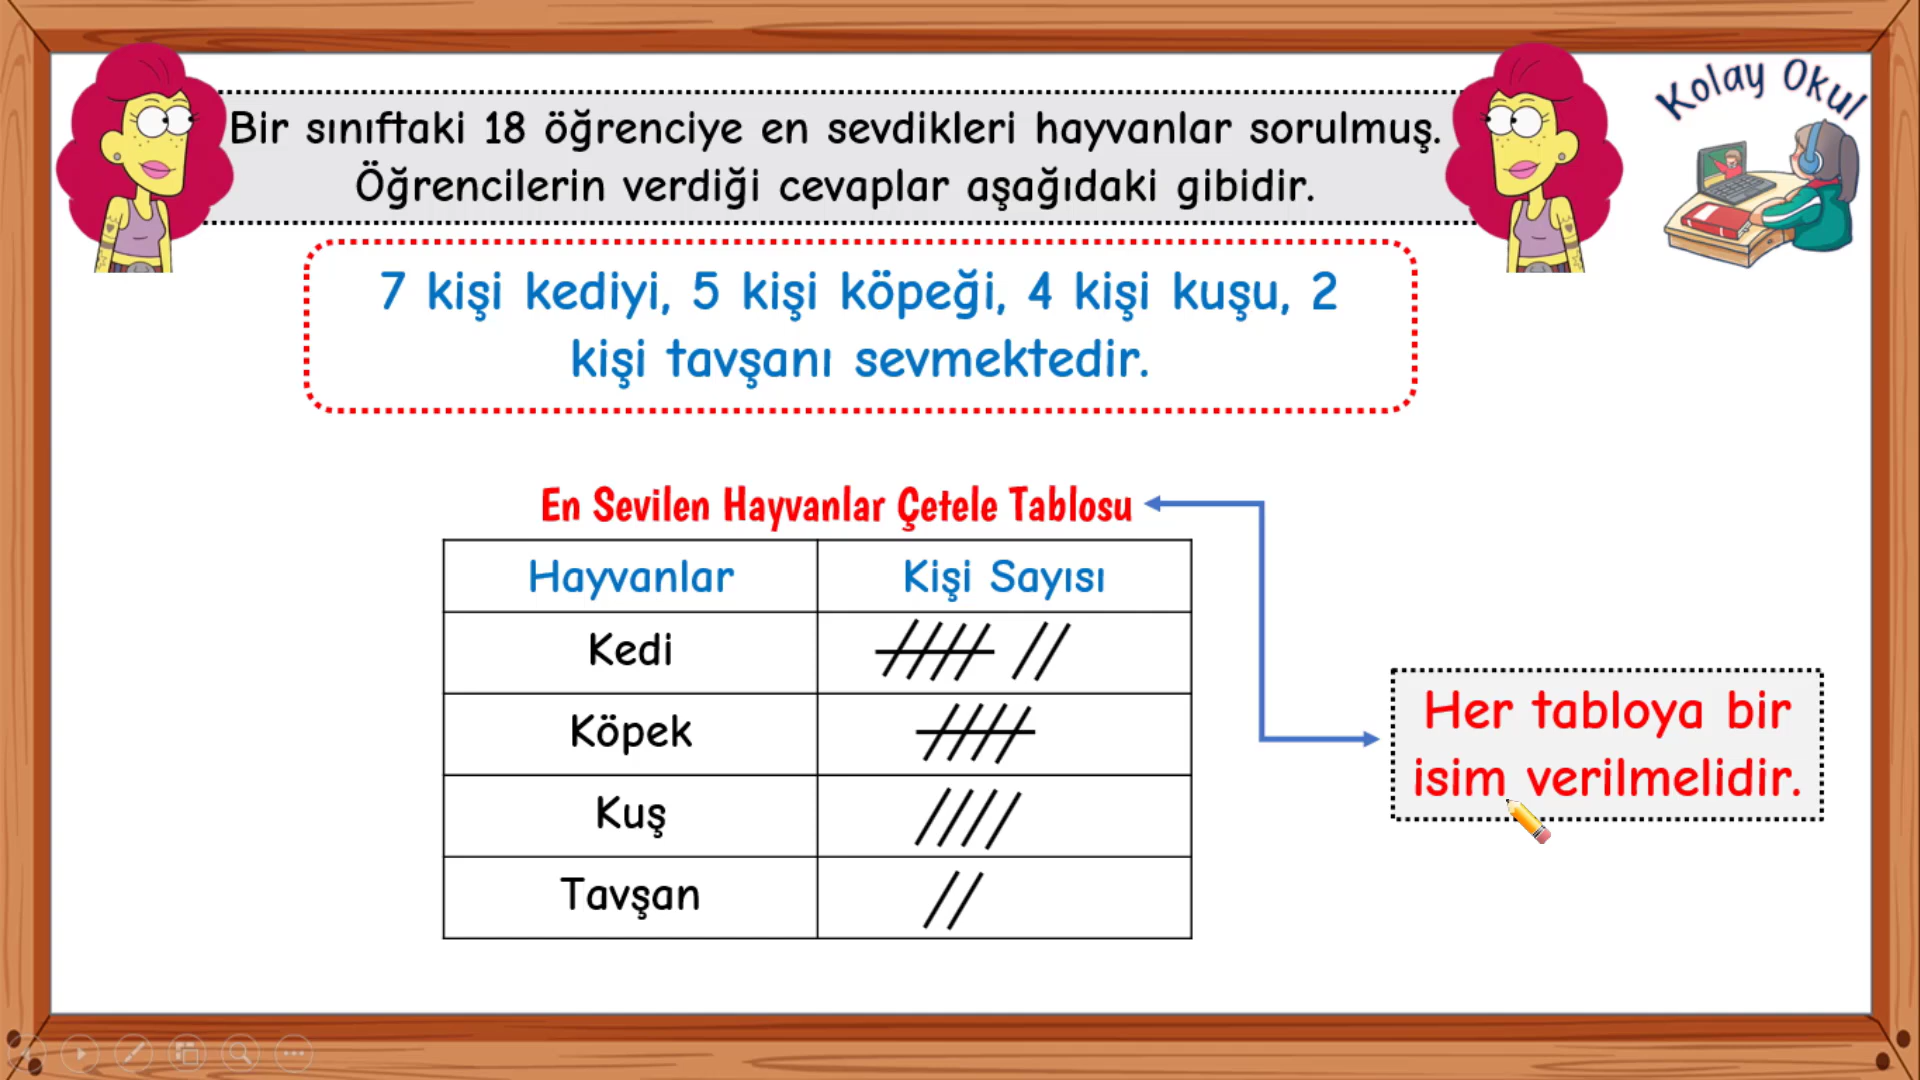 Kolay Okul
Bir sınıftaki 18 öğrenciye en sevdikleri hayvanlar sorulmuş.
Öğrencilerin verdiği cevaplar aşağıdaki gibidir.
7 kişi kediyi, 5 kişi köpeği, 4 kişi kuşu, 2
kişi tavşanı sevmektedir.
En Sevilen Hayvanlar Çetele Tablosu
Hayvanlar Kişi Sayısı
Kedi
Köpek
Kuş
Tavşan
Her tabloya bir
isim verilmelidir.